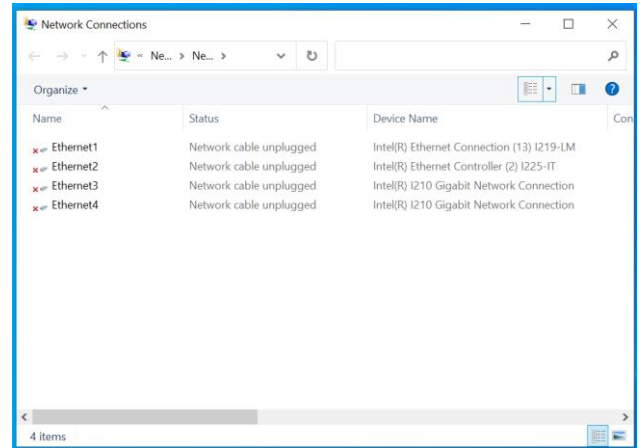 Network Connections
« Ne... > Ne... >
Organize
Name Status Device Name Con
Ethernet1 Network cable unplugged Intel(R) Ethernet Connection (13) I219-LM
Ethernet2 Network cable unplugged Intel(R) Ethernet Controller (2) I225-IT
Ethernet3 Network cable unplugged Intel(R) I210 Gigabit Network Connection
Ethernet4 Network cable unplugged Intel(R) I210 Gigabit Network Connection
4 items